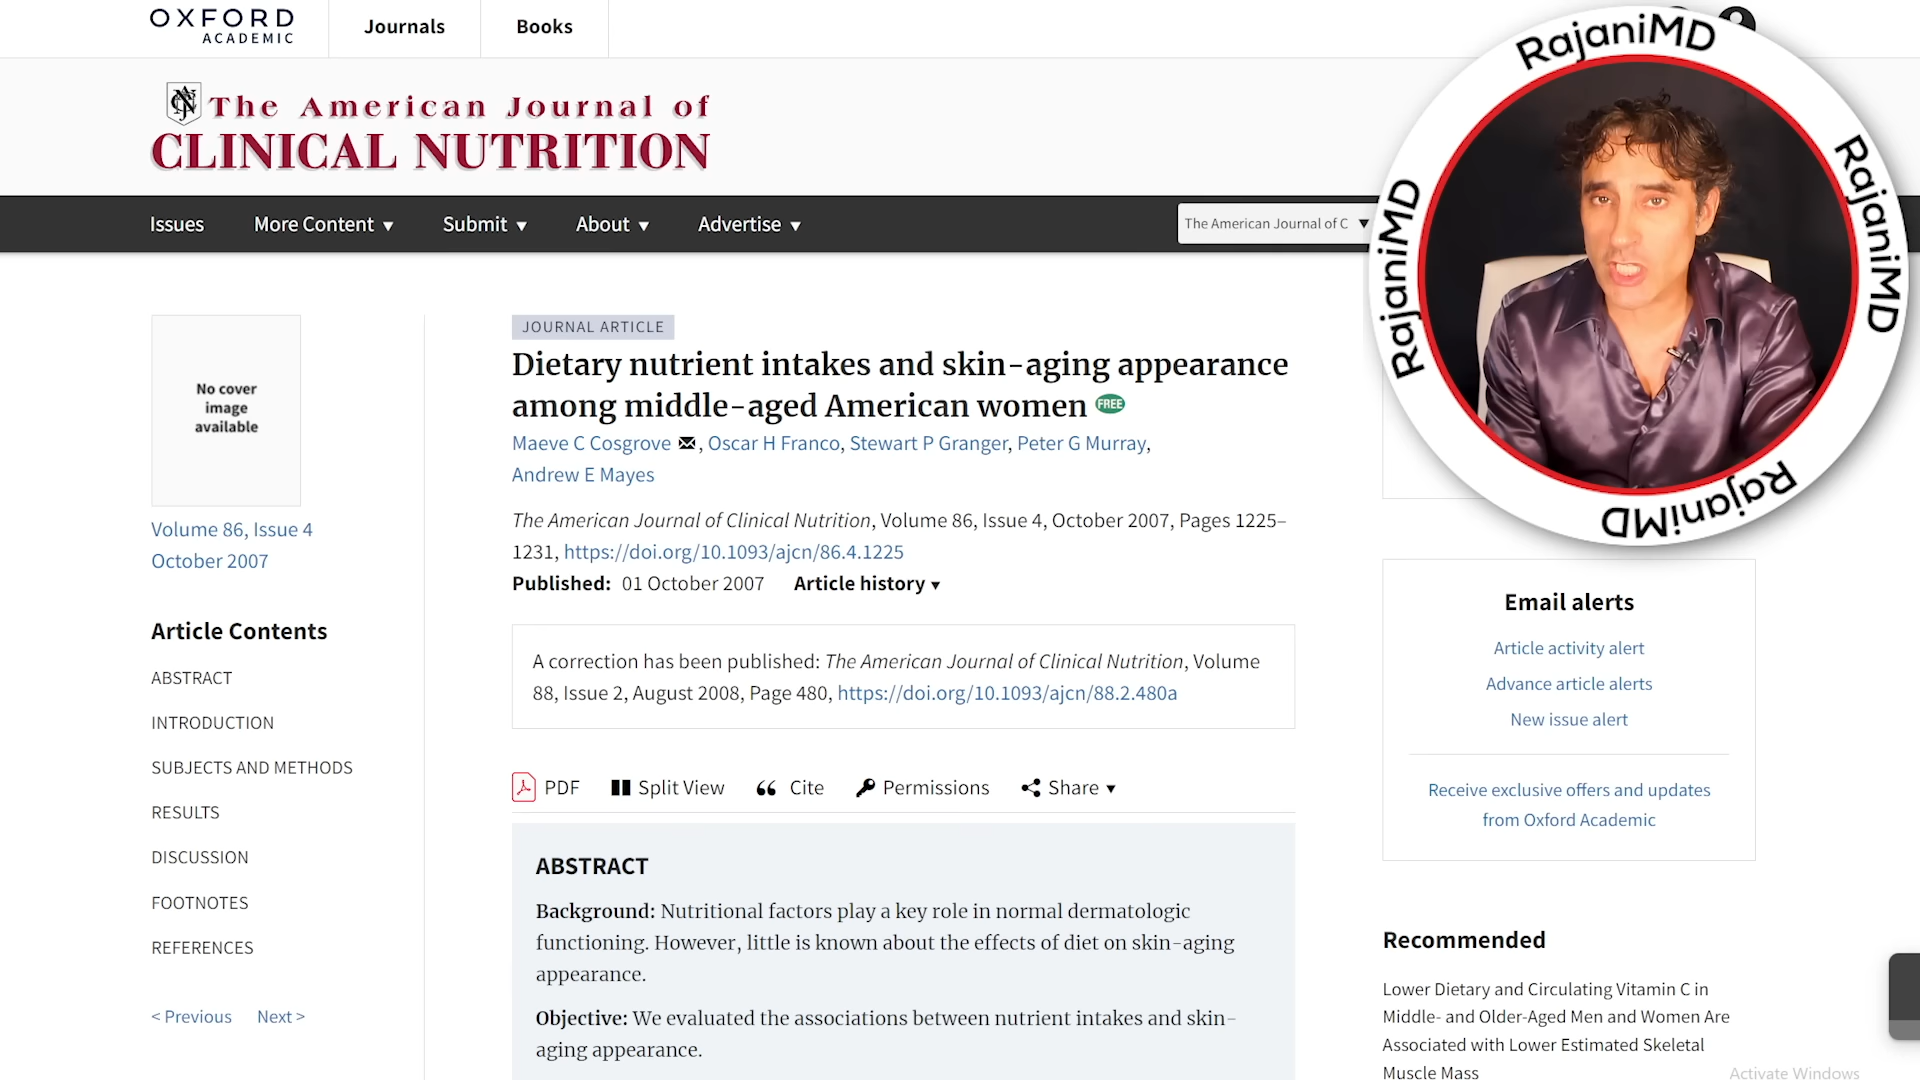 OXFORD
ACADEMIC
Journals
Books
The American Journal of
CLINICAL NUTRITION
Issues
More Content ▼
Submit ▼
About ▼
Advertise ▼
The American Journal of C ▼
RajaniMD
RajaniMD
RajaniMD
RajaniMD
No cover
image
available
Volume 86, Issue 4
October 2007
Article Contents
ABSTRACT
INTRODUCTION
SUBJECTS AND METHODS
RESULTS
DISCUSSION
FOOTNOTES
REFERENCES
< Previous
Next >
JOURNAL ARTICLE
Dietary nutrient intakes and skin-aging appearance
among middle-aged American women FREE
Maeve C Cosgrove , Oscar H Franco, Stewart P Granger, Peter G Murray,
Andrew E Mayes
The American Journal of Clinical Nutrition, Volume 86, Issue 4, October 2007, Pages 1225–
1231, https://doi.org/10.1093/ajcn/86.4.1225
Published: 01 October 2007 Article history ▾
A correction has been published: The American Journal of Clinical Nutrition, Volume
88, Issue 2, August 2008, Page 480, https://doi.org/10.1093/ajcn/88.2.480a
PDF
Split View
Cite
Permissions
Share ▾
ABSTRACT
Background: Nutritional factors play a key role in normal dermatologic
functioning. However, little is known about the effects of diet on skin-aging
appearance.
Objective: We evaluated the associations between nutrient intakes and skin-
aging appearance.
Email alerts
Article activity alert
Advance article alerts
New issue alert
Receive exclusive offers and updates
from Oxford Academic
Recommended
Lower Dietary and Circulating Vitamin C in
Middle- and Older-Aged Men and Women Are
Associated with Lower Estimated Skeletal
Muscle Mass
Activate Windows